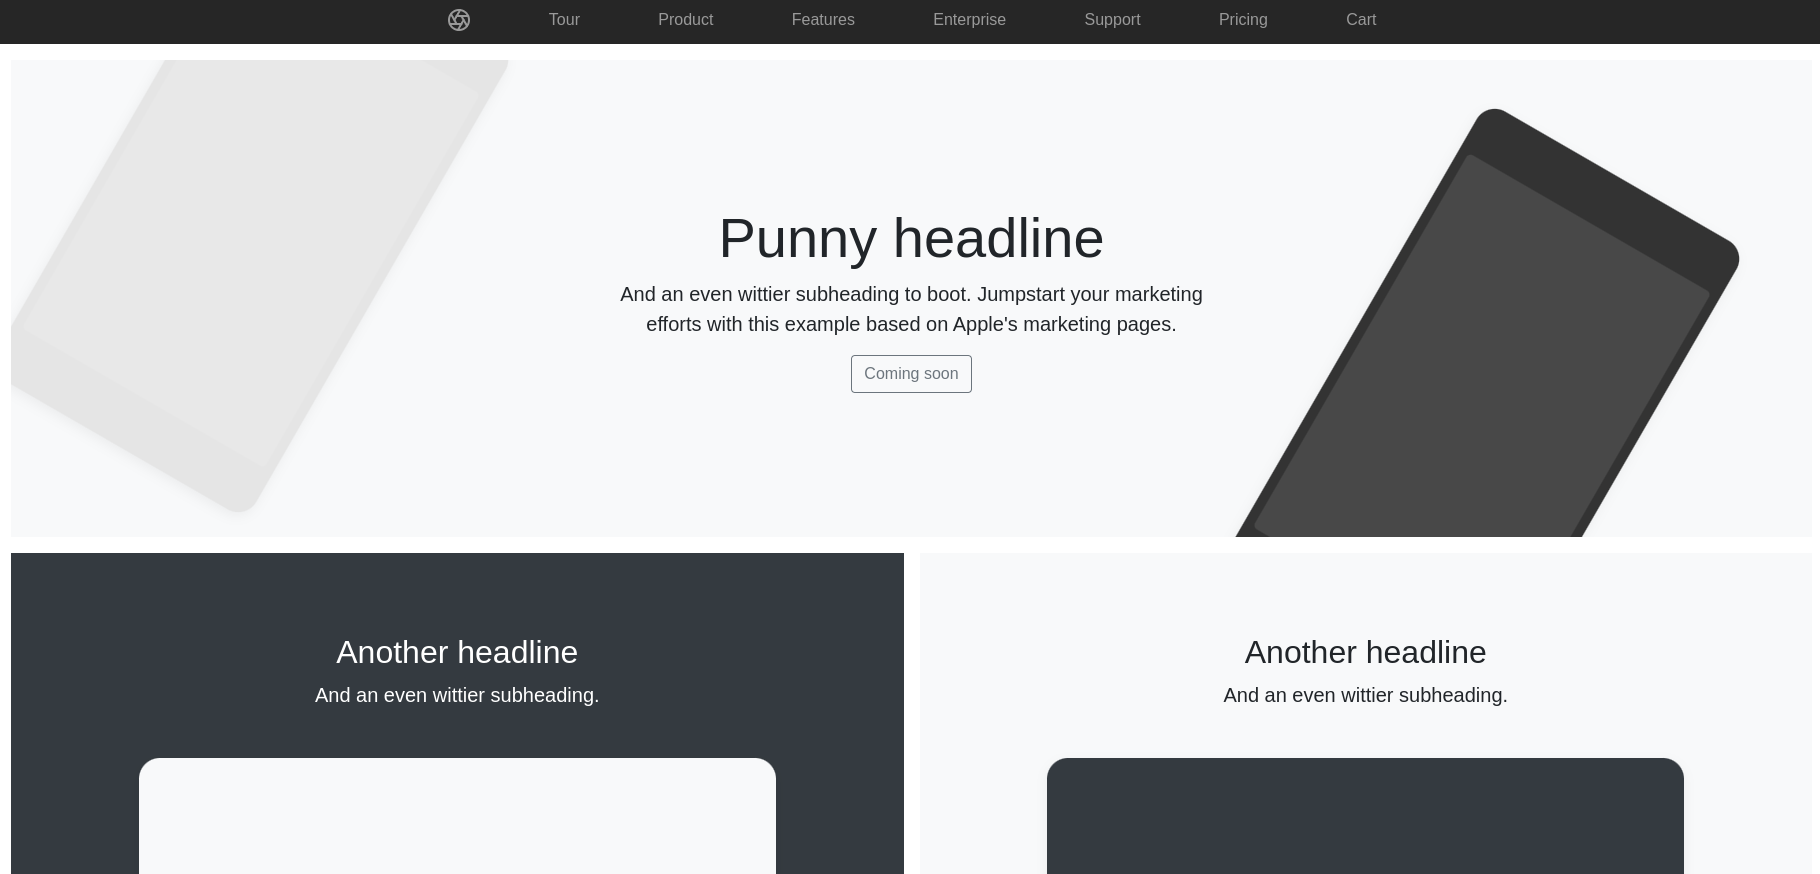 Tour Product Features Enterprise Support Pricing Cart
Punny headline
And an even wittier subheading to boot. Jumpstart your marketing
efforts with this example based on Apple's marketing pages.
Coming soon
Another headline
And an even wittier subheading.
Another headline
And an even wittier subheading.